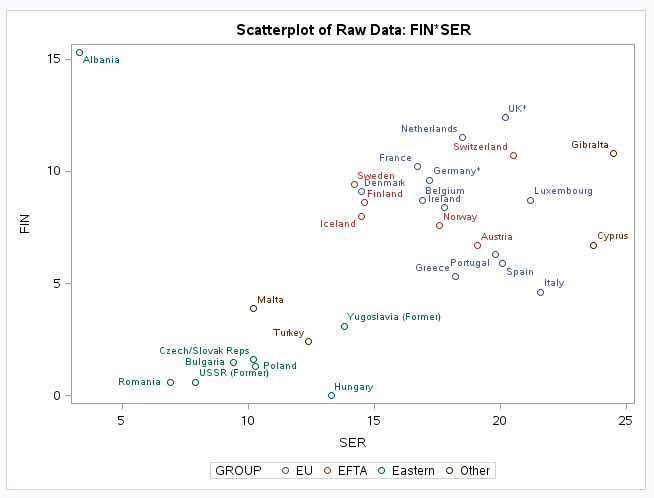 Scatterplot of Raw Data: FIN*SER
15
Albania
UK*
Netherlands
Switzerland
Gibralta
10
France
Germany*
Sweden
Denmark
Finland
Belgium
Luxembourg
Ireland
Iceland
Norway
FIN
Austria
Cyprus
Portugal
Greece
Spain
5
Italy
Malta
Yugoslavia (Former)
Turkey
Czech/Slovak Reps
Bulgaria
Poland
USSR (Former)
Romania
Hungary
0
5 10 15 20 25
SER
GROUP EU EFTA Eastern Other